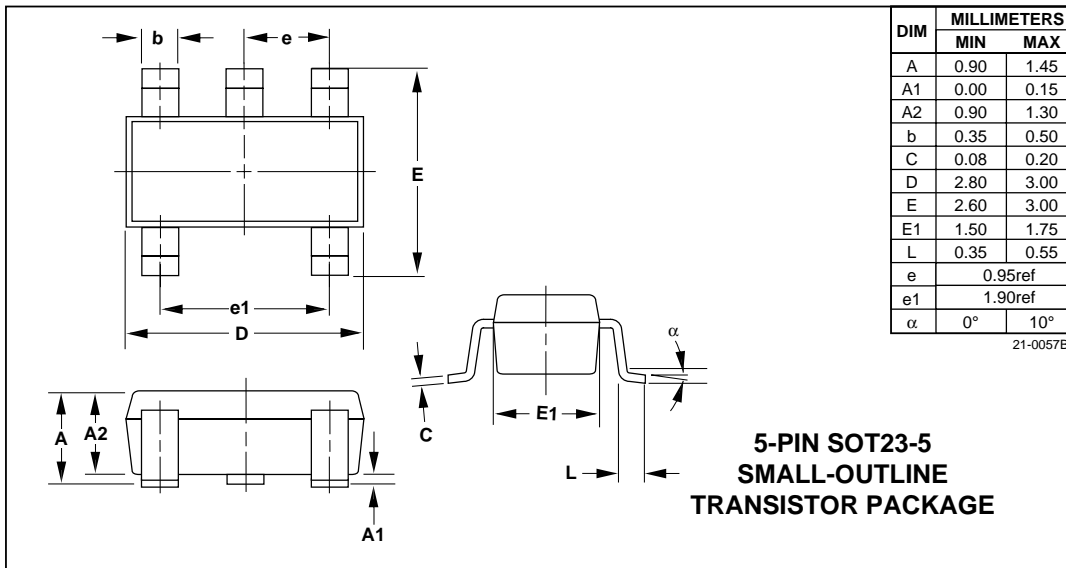 b
e
E
e1
D
A
A2
A1
C
E1
L
α
DIM MILLIMETERS
MIN MAX
A 0.90 1.45
A1 0.00 0.15
A2 0.90 1.30
b 0.35 0.50
C 0.08 0.20
D 2.80 3.00
E 2.60 3.00
E1 1.50 1.75
L 0.35 0.55
e 0.95ref
e1 1.90ref
α 0° 10°
21-0057B
5-PIN SOT23-5
SMALL-OUTLINE
TRANSISTOR PACKAGE